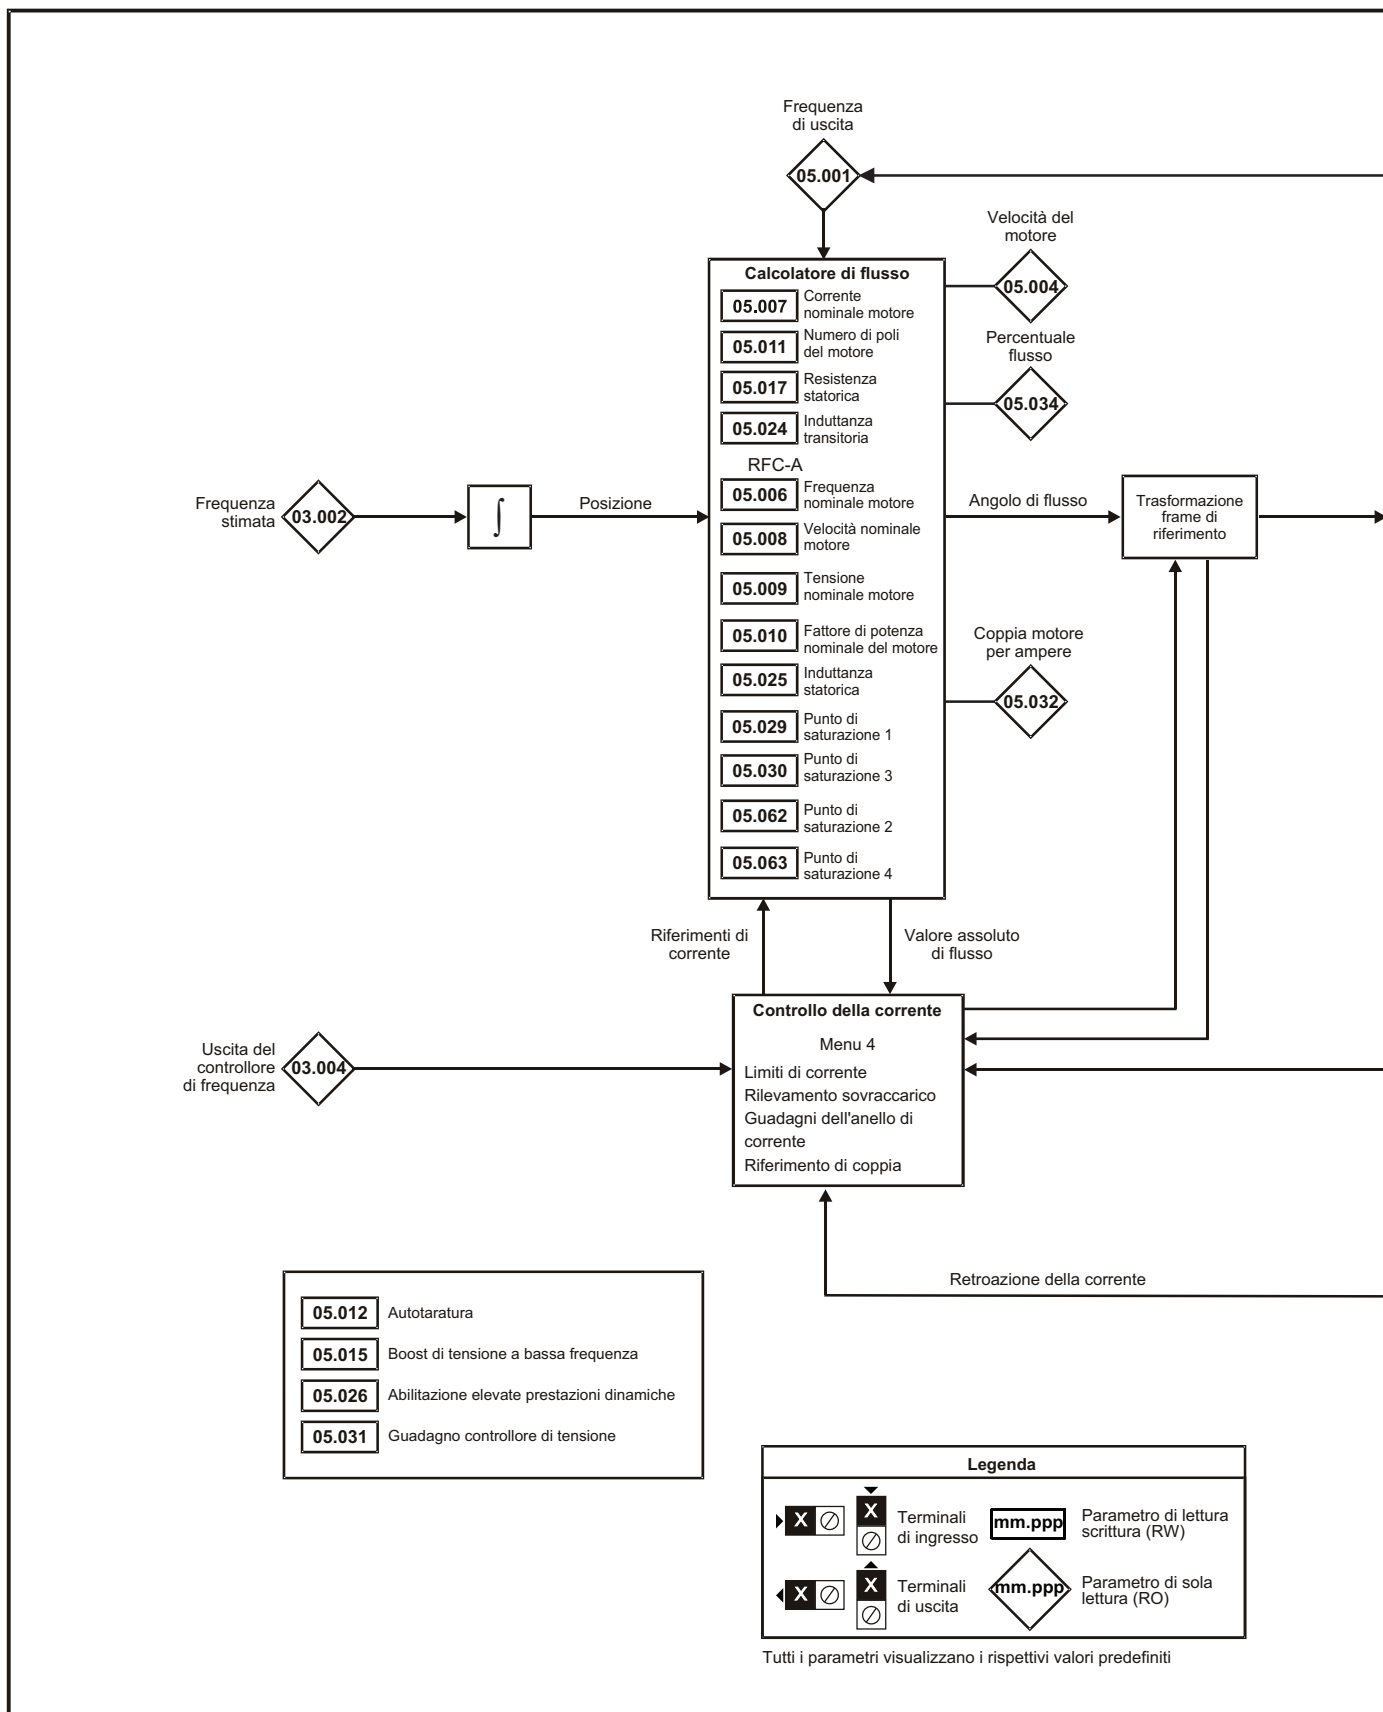 Frequenza
di uscita
05.001
Velocità del
motore
05.004
Calcolatore di flusso
05.007
Corrente
nominale motore
05.011
Numero di poli
del motore
Percentuale
flusso
05.034
05.017
Resistenza
statorica
05.024
Induttanza
transitoria
RFC-A
05.006
Frequenza
nominale motore
05.008
Velocità nominale
motore
05.009
Tensione
nominale motore
05.010
Fattore di potenza
nominale del motore
05.025
Induttanza
statorica
05.029
Punto di
saturazione 1
05.030
Punto di
saturazione 3
05.062
Punto di
saturazione 2
05.063
Punto di
saturazione 4
Frequenza
stimata
03.002
∫
Posizione
Angolo di flusso
Trasformazione
frame di
riferimento
Coppia motore
per ampere
05.032
Riferimenti di
corrente
Valore assoluto
di flusso
Uscita del
controllore
di frequenza
03.004
Controllo della corrente
Menu 4
Limiti di corrente
Rilevamento sovraccarico
Guadagni dell'anello di
corrente
Riferimento di coppia
Retroazione della corrente
05.012 Autotaratura
05.015 Boost di tensione a bassa frequenza
05.026 Abilitazione elevate prestazioni dinamiche
05.031 Guadagno controllore di tensione
Legenda
X
X
Terminali
di ingresso
mm.ppp
Parametro di lettura
scrittura (RW)
X
X
Terminali
di uscita
mm.ppp
Parametro di sola
lettura (RO)
Tutti i parametri visualizzano i rispettivi valori predefiniti